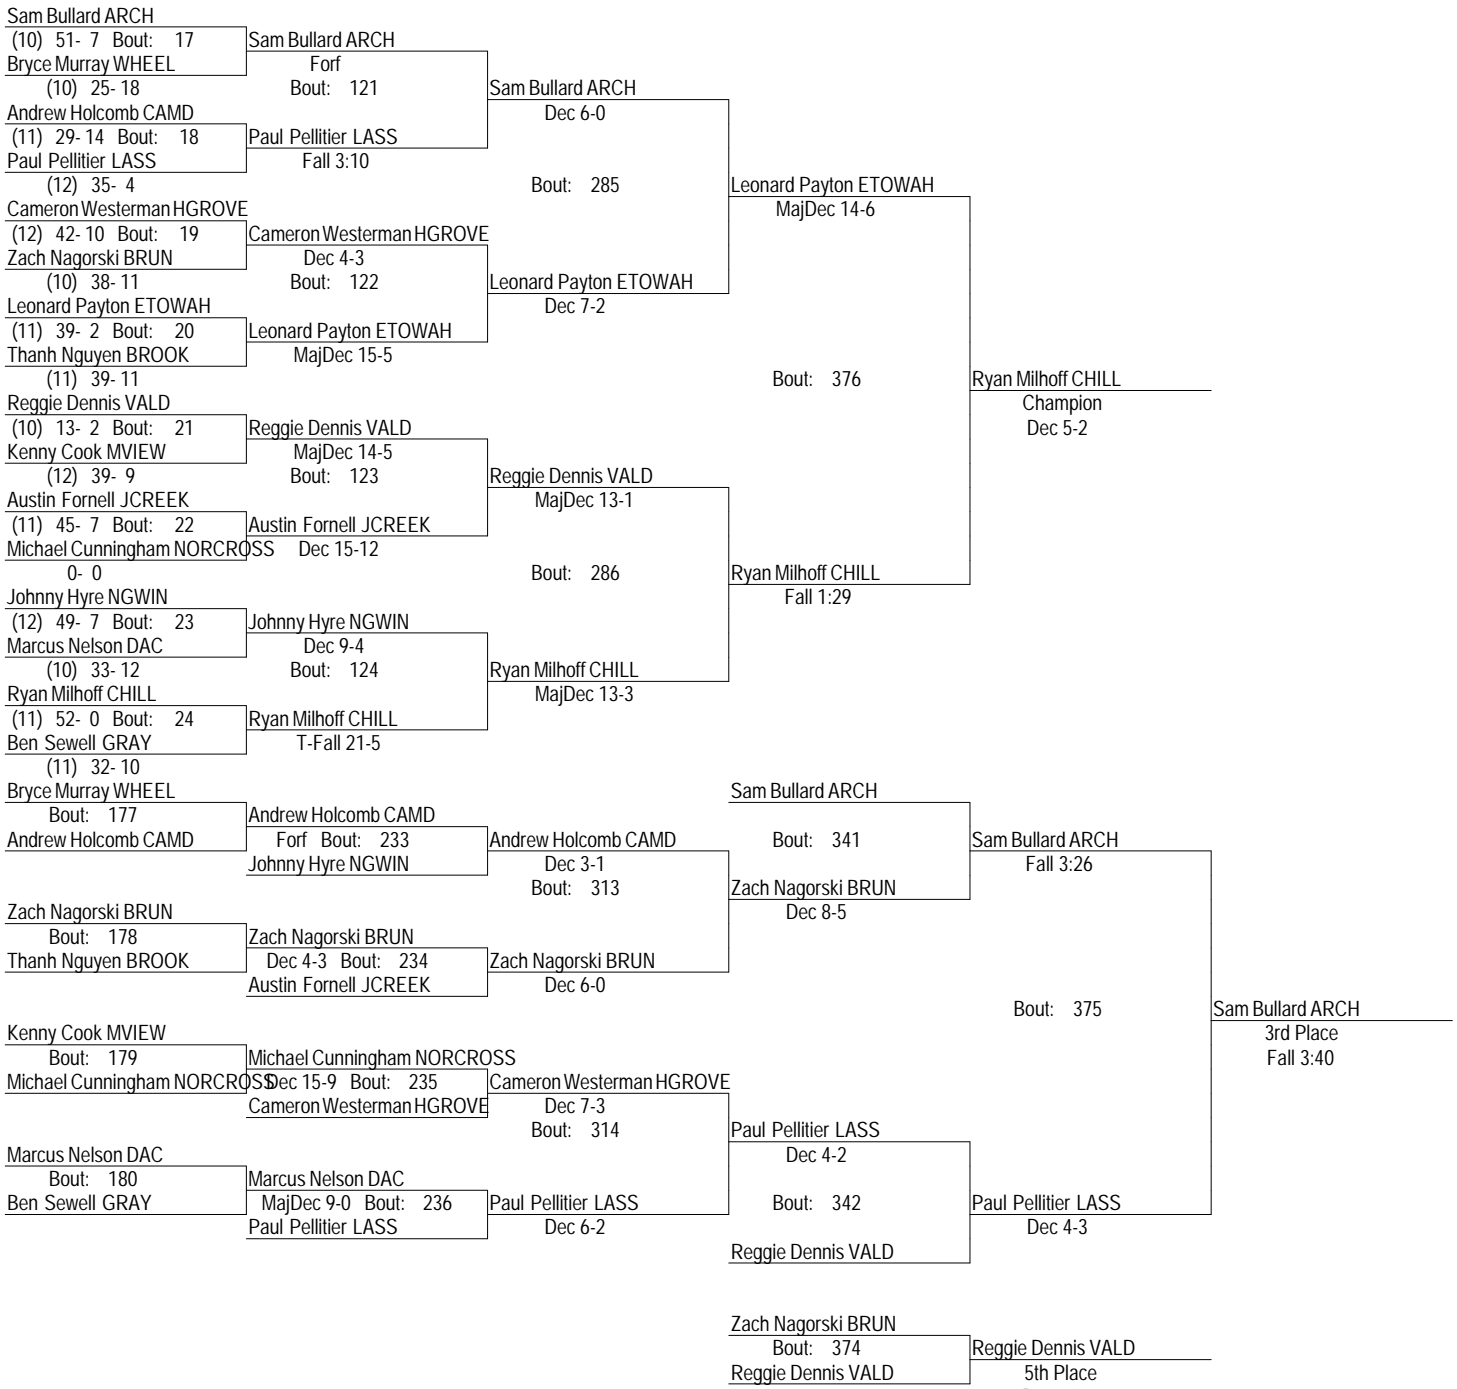 Sam Bullard ARCH
(10) 51- 7 Bout: 17 Sam Bullard ARCH
Bryce Murray WHEEL Forf
(10) 25- 18 Bout: 121 Sam Bullard ARCH
Andrew Holcomb CAMD Dec 6-0
(11) 29- 14 Bout: 18 Paul Pellitier LASS
Paul Pellitier LASS Fall 3:10
(12) 35- 4 Bout: 285 Leonard Payton ETOWAH
Cameron Westerman HGROVE MajDec 14-6
(12) 42- 10 Bout: 19 Cameron Westerman HGROVE
Zach Nagorski BRUN Dec 4-3
(10) 38- 11 Bout: 122 Leonard Payton ETOWAH
Leonard Payton ETOWAH Dec 7-2
(11) 39- 2 Bout: 20 Leonard Payton ETOWAH
Thanh Nguyen BROOK MajDec 15-5
(11) 39- 11 Bout: 376 Ryan Milhoff CHILL
Reggie Dennis VALD Champion
(10) 13- 2 Bout: 21 Reggie Dennis VALD Dec 5-2
Kenny Cook MVIEW MajDec 14-5
(12) 39- 9 Bout: 123 Reggie Dennis VALD
Austin Fornell JCREEK MajDec 13-1
(11) 45- 7 Bout: 22 Austin Fornell JCREEK
Michael Cunningham NORCROSS Dec 15-12
0- 0 Bout: 286 Ryan Milhoff CHILL
Johnny Hyre NGWIN Fall 1:29
(12) 49- 7 Bout: 23 Johnny Hyre NGWIN
Marcus Nelson DAC Dec 9-4
(10) 33- 12 Bout: 124 Ryan Milhoff CHILL
Ryan Milhoff CHILL MajDec 13-3
(11) 52- 0 Bout: 24 Ryan Milhoff CHILL
Ben Sewell GRAY T-Fall 21-5
(11) 32- 10
Bryce Murray WHEEL Sam Bullard ARCH
Bout: 177 Andrew Holcomb CAMD
Andrew Holcomb CAMD Forf Bout: 233 Andrew Holcomb CAMD Bout: 341 Sam Bullard ARCH
Johnny Hyre NGWIN Dec 3-1 Fall 3:26
Bout: 313 Zach Nagorski BRUN
Zach Nagorski BRUN Dec 8-5
Bout: 178 Zach Nagorski BRUN
Thanh Nguyen BROOK Dec 4-3 Bout: 234 Zach Nagorski BRUN
Austin Fornell JCREEK Dec 6-0
Bout: 375 Sam Bullard ARCH
Kenny Cook MVIEW 3rd Place
Bout: 179 Michael Cunningham NORCROSS Fall 3:40
Michael Cunningham NORCROSS Dec 15-9 Bout: 235 Cameron Westerman HGROVE
Cameron Westerman HGROVE Dec 7-3
Bout: 314 Paul Pellitier LASS
Marcus Nelson DAC Dec 4-2
Bout: 180 Marcus Nelson DAC
Ben Sewell GRAY MajDec 9-0 Bout: 236 Paul Pellitier LASS Bout: 342 Paul Pellitier LASS
Paul Pellitier LASS Dec 6-2 Dec 4-3
Reggie Dennis VALD
Zach Nagorski BRUN
Bout: 374 Reggie Dennis VALD
Reggie Dennis VALD 5th Place